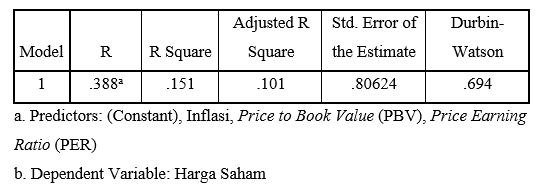 Model R R Square Adjusted R Square Std. Error of the Estimate Durbin-Watson
1 .388ᵃ .151 .101 .80624 .694
a. Predictors: (Constant), Inflasi, Price to Book Value (PBV), Price Earning
Ratio (PER)
b. Dependent Variable: Harga Saham